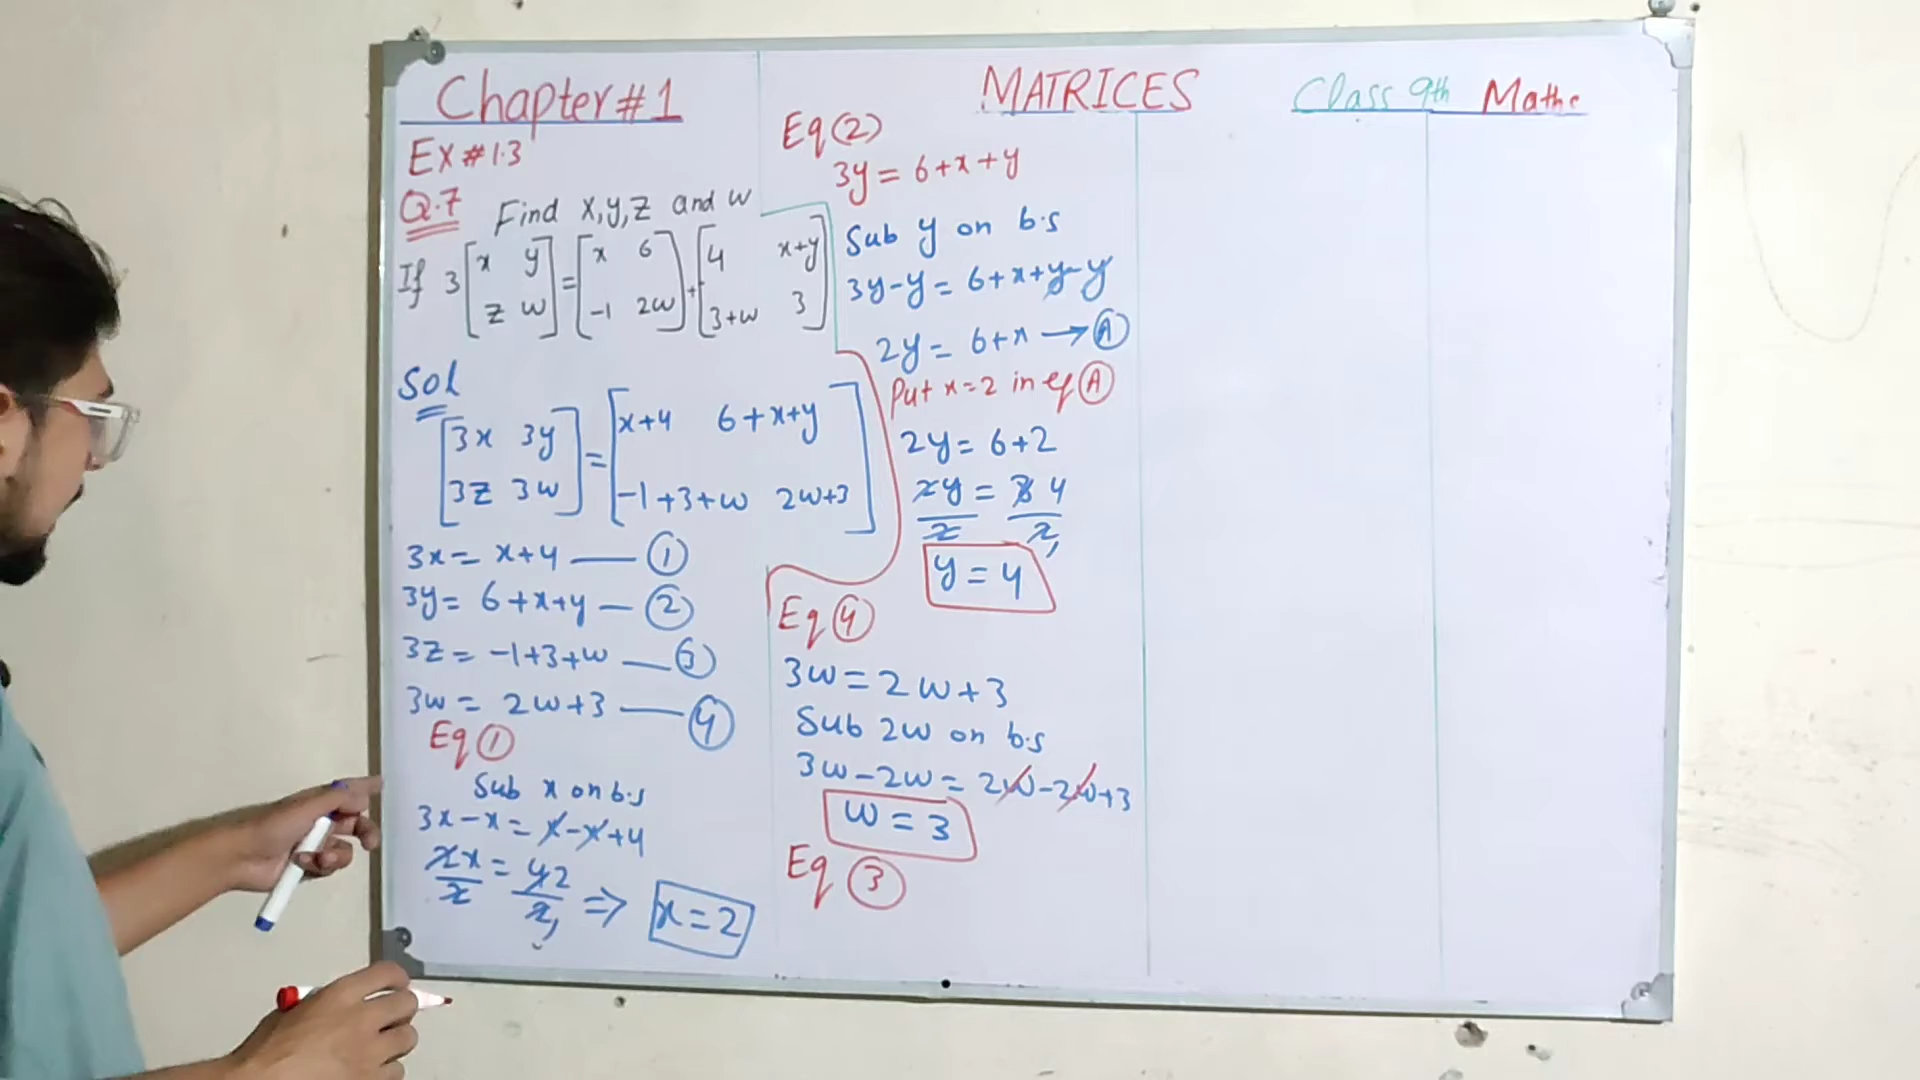 Chapter # 1
MATRICES
Class 9th Maths
Ex # 1.3
Q.7 Find x,y,z and w
If 3 [x y] = [x 6] + [4 x+y]
[z w] [-1 2w] [3+w 3]
Sol
[3x 3y] = [x+4 6+x+y]
[3z 3w] [-1+3+w 2w+3]
3x = x+4 — 1
3y = 6+x+y — 2
3z = -1+3+w — 3
3w = 2w+3 — 4
Eq 1
Sub x on b.s
3x-x = x-x+4
2x/2 = 4 2/2 1 ⇒ x=2
Eq (2)
3y = 6+x+y
Sub y on b.s
3y-y = 6+x+y-y
2y = 6+x → A
Put x=2 in eq A
2y = 6+2
2y/2 = 8 4/2 1
y = 4
Eq 4
3w = 2w+3
Sub 2w on b.s
3w-2w = 2w-2w+3
w = 3
Eq 3